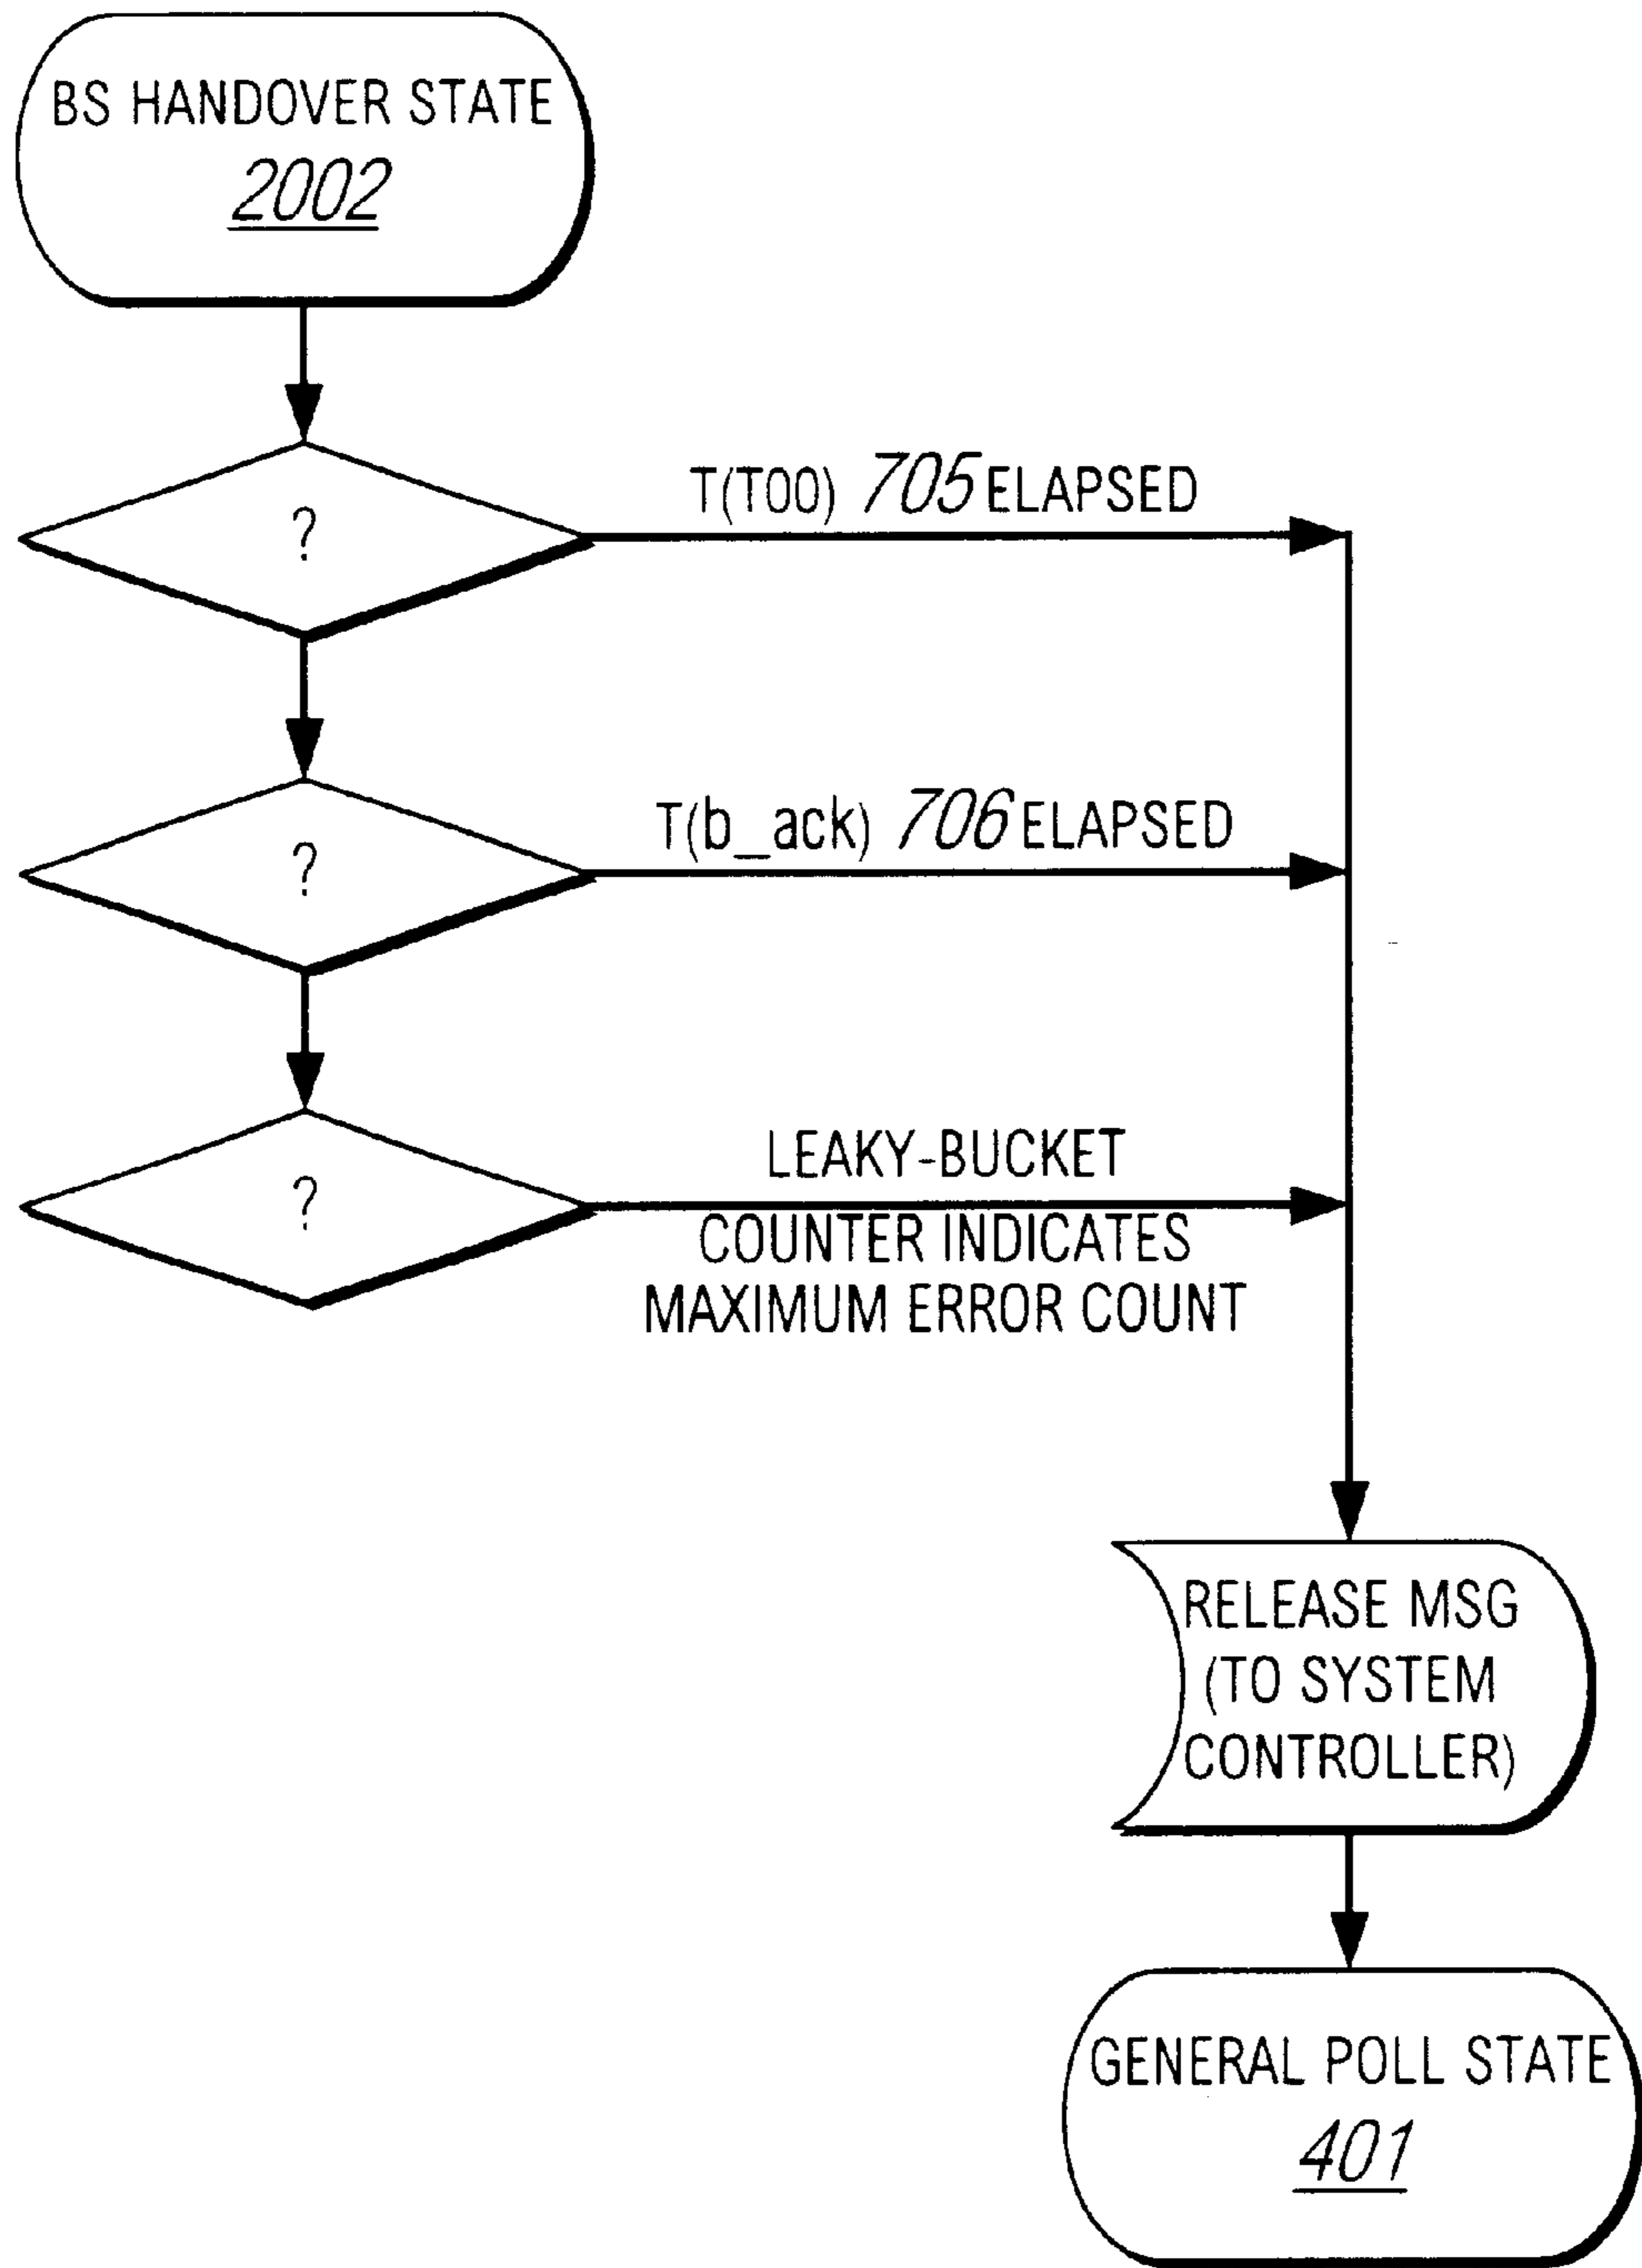 BS HANDOVER STATE
2002
?
T(TOO) 705 ELAPSED
?
T(b_ack) 706 ELAPSED
?
LEAKY-BUCKET
COUNTER INDICATES
MAXIMUM ERROR COUNT
RELEASE MSG
(TO SYSTEM
CONTROLLER)
GENERAL POLL STATE
401